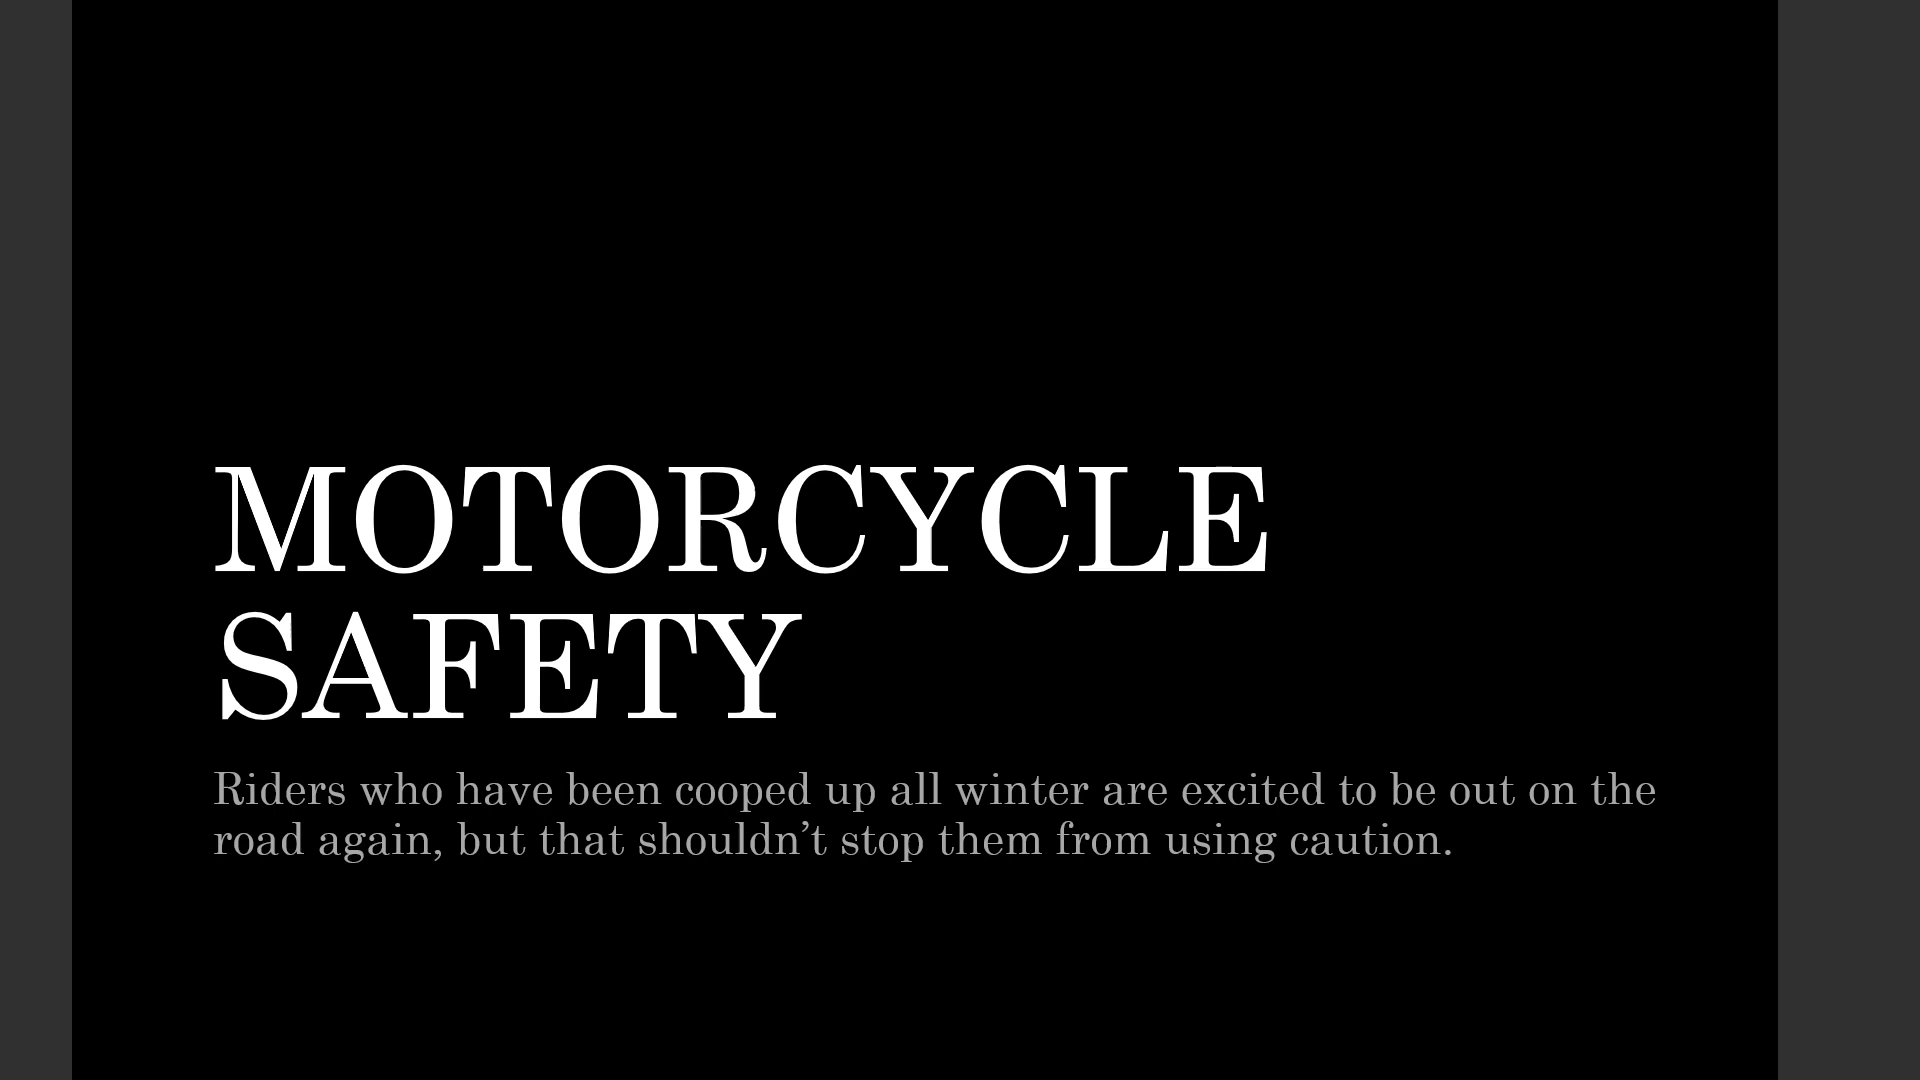 MOTORCYCLE
SAFETY
Riders who have been cooped up all winter are excited to be out on the
road again, but that shouldn’t stop them from using caution.